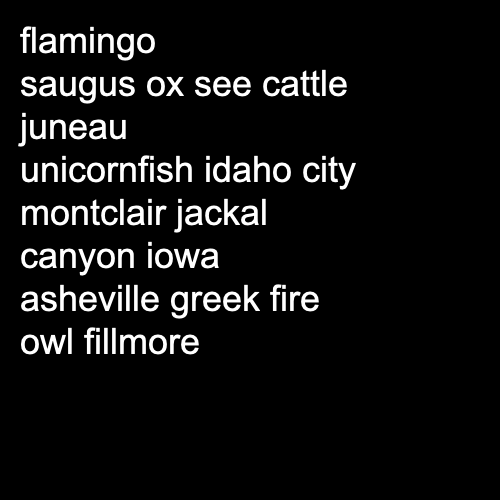 flamingo
saugus ox see cattle
juneau
unicornfish idaho city
montclair jackal
canyon iowa
asheville greek fire
owl fillmore